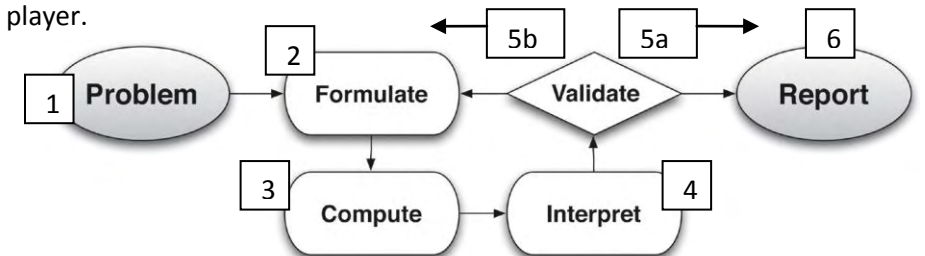 player.
5b 5a
2 6
1 Problem Formulate Validate Report
3 4
Compute Interpret